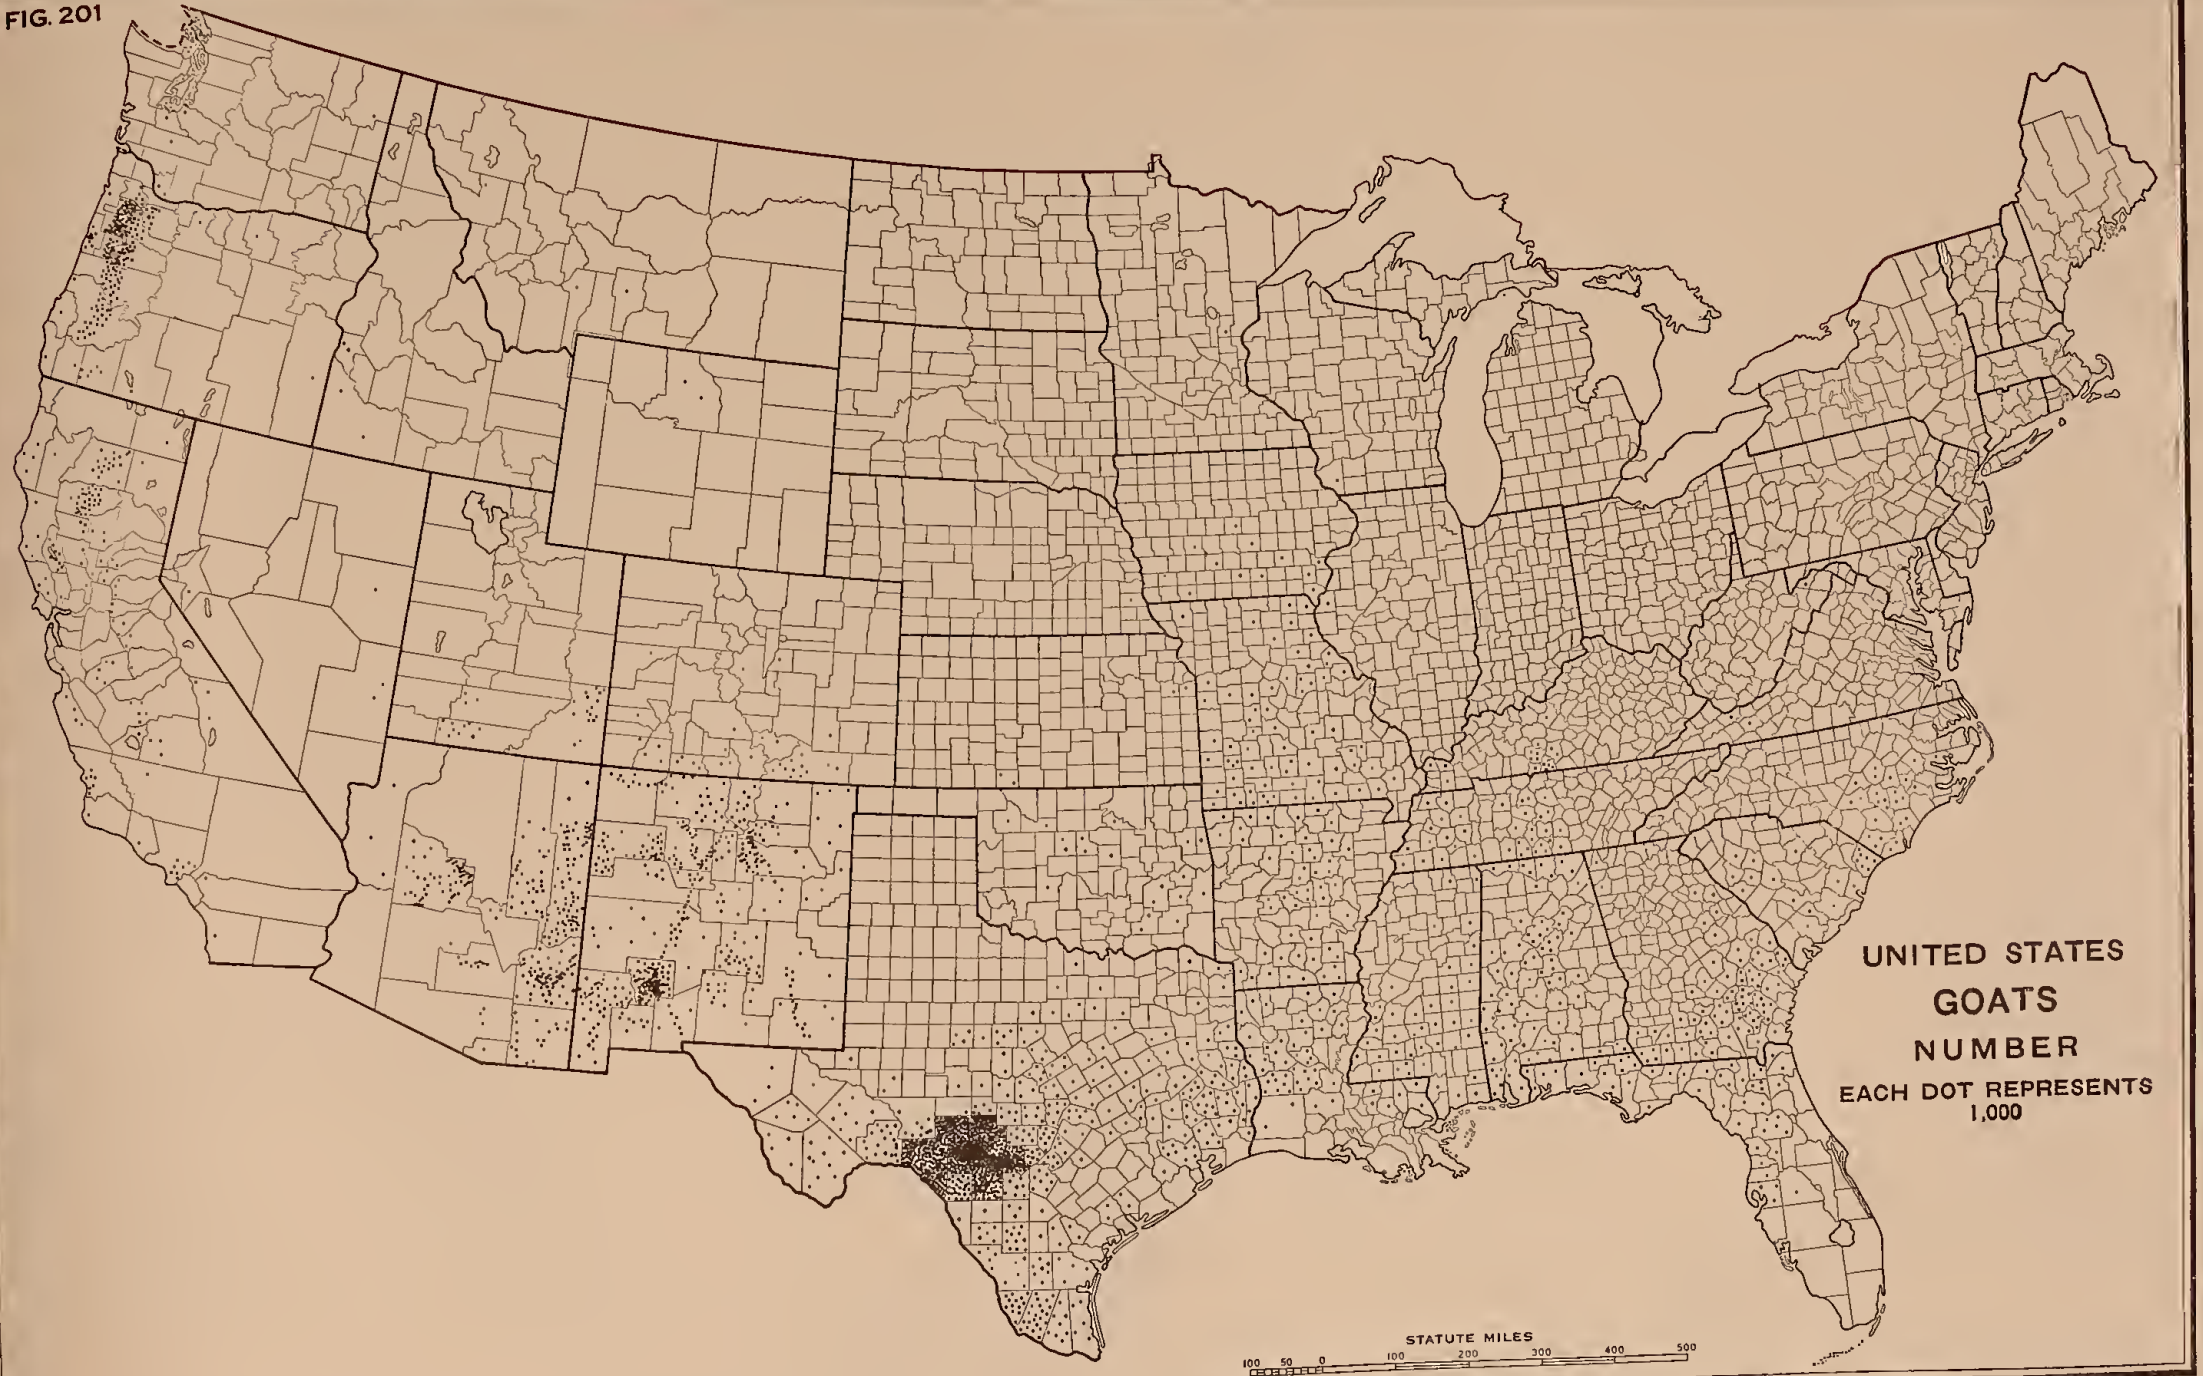 FIG. 201
UNITED STATES
GOATS
NUMBER
EACH DOT REPRESENTS
1,000
STATUTE MILES
100 50 0 100 200 300 400 500